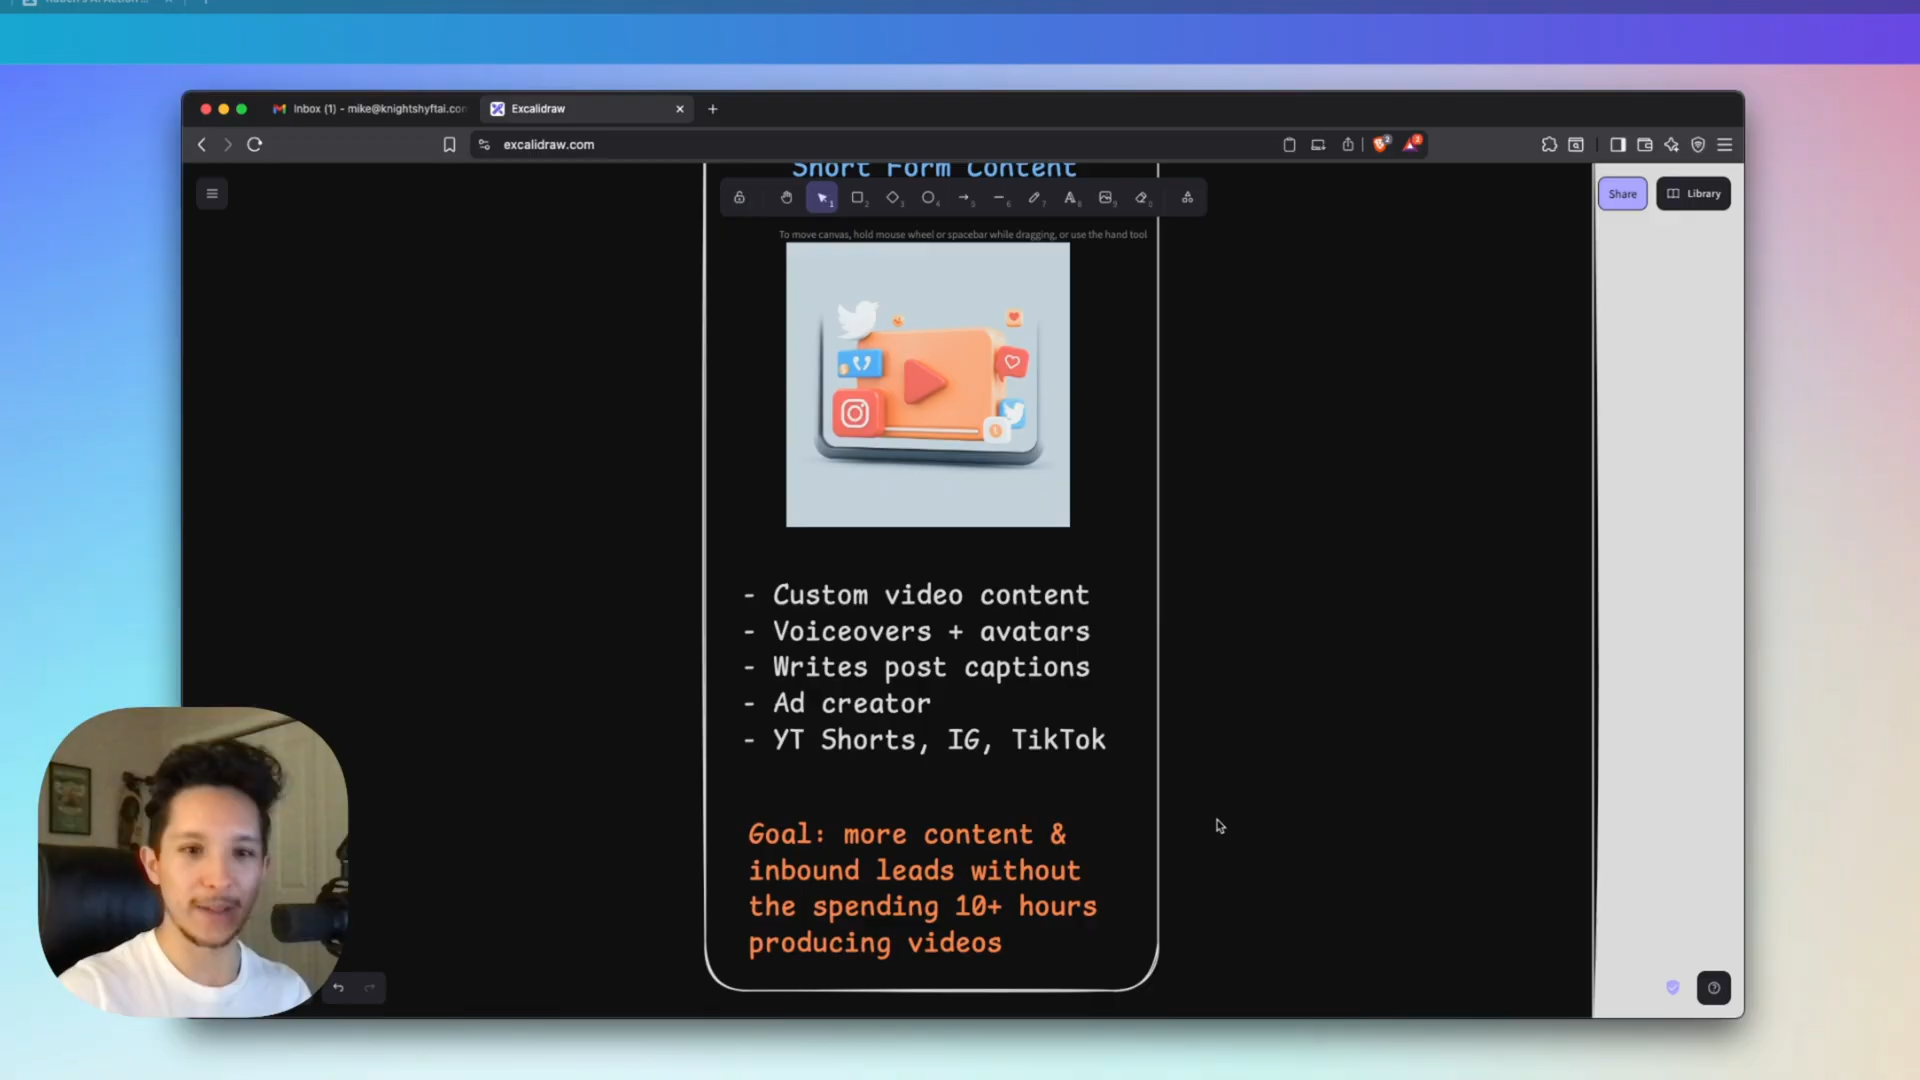 Inbox (1) - mike@knightshyftai.con
Excalidraw
excalidraw.com
Short Form Content
Share
Library
To move canvas, hold mouse wheel or spacebar while dragging, or use the hand tool
- Custom video content
- Voiceovers + avatars
- Writes post captions
- Ad creator
- YT Shorts, IG, TikTok
Goal: more content &
inbound leads without
the spending 10+ hours
producing videos